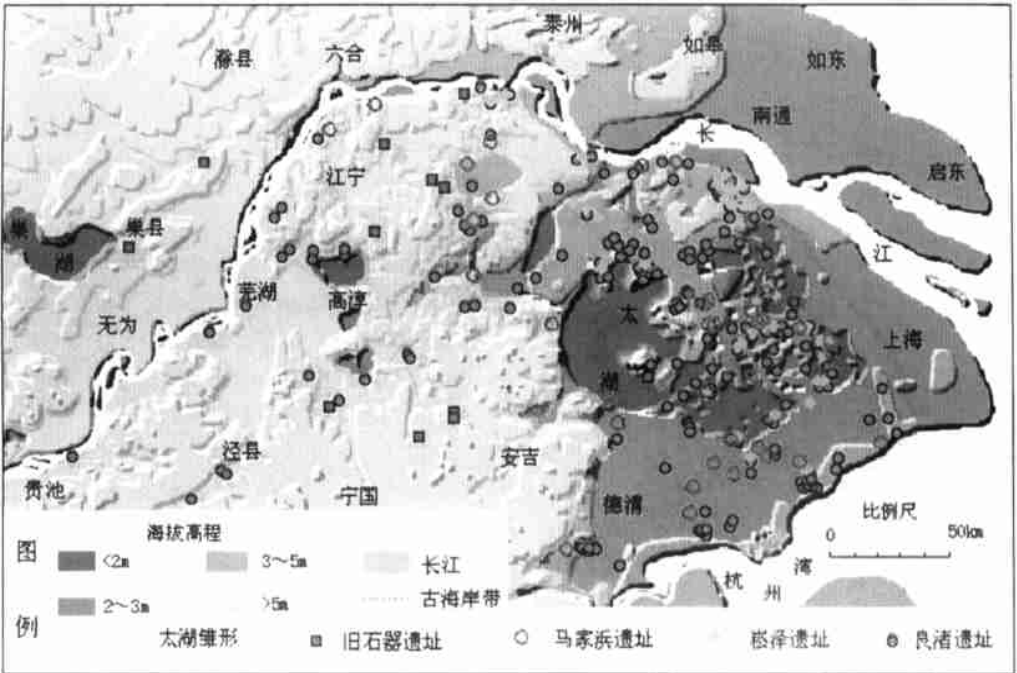 泰州
滁县
六合
如皋
如东
长
南通
江宁
启东
巢县
巢
湖
江
芜湖
高淳
无为
太
上海
湖
泾县
安吉
贵池
宁国
德清
比例尺
0 50km
杭
州
湾
图
例
海拔高程
<2m
3～5m
长江
2～3m
>5m
古海岸带
太湖雏形
旧石器遗址
马家浜遗址
崧泽遗址
良渚遗址